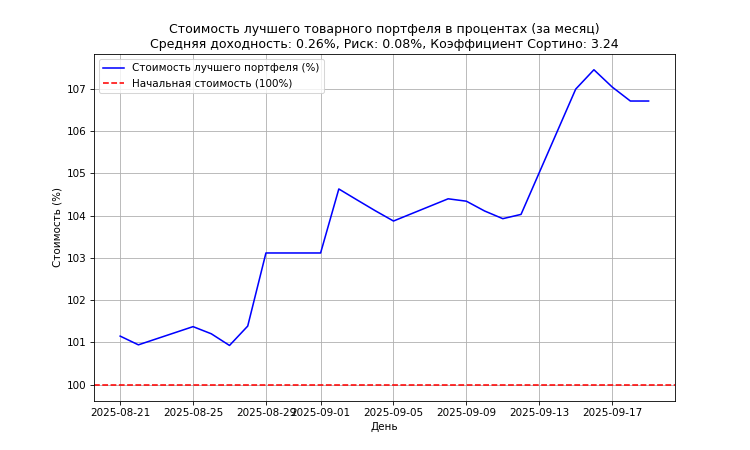 Стоимость лучшего товарного портфеля в процентах (за месяц)
Средняя доходность: 0.26%, Риск: 0.08%, Коэффициент Сортино: 3.24
Стоимость лучшего портфеля (%)
Начальная стоимость (100%)
Стоимость (%)
107
106
105
104
103
102
101
100
2025-08-21 2025-08-25 2025-08-29 2025-09-01 2025-09-05 2025-09-09 2025-09-13 2025-09-17
День